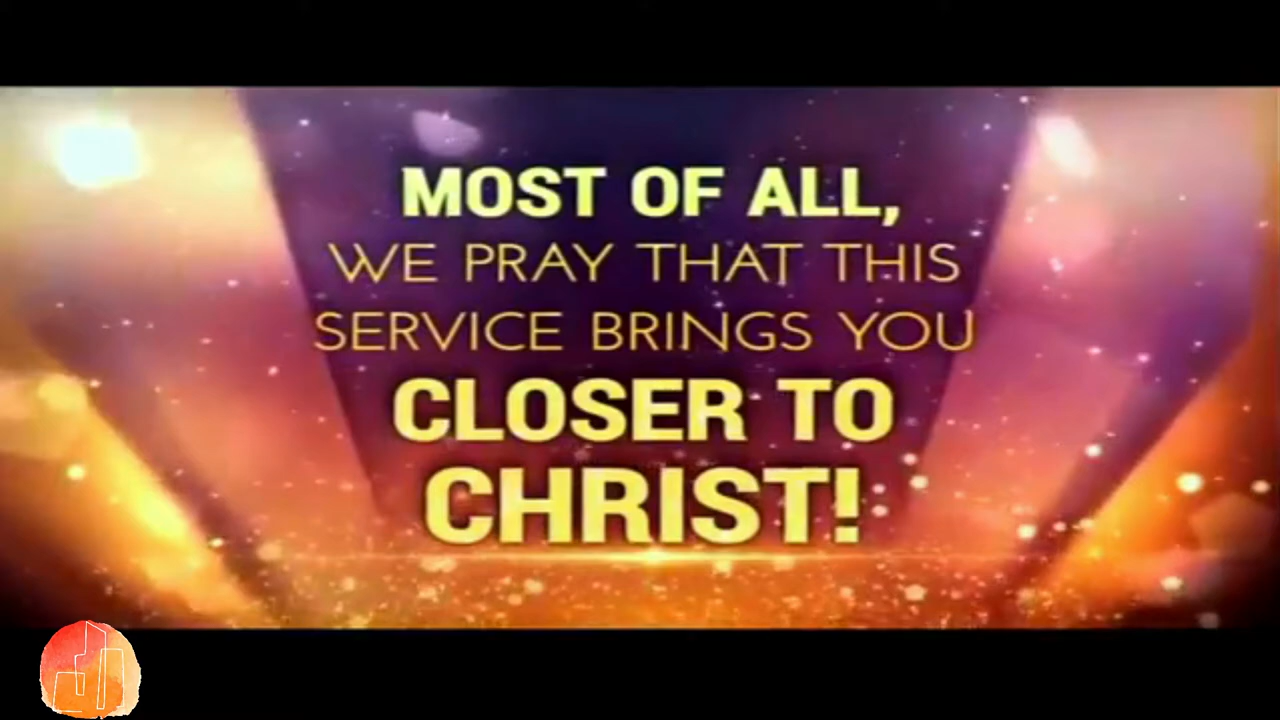 MOST OF ALL,
WE PRAY THAT THIS
SERVICE BRINGS YOU
CLOSER TO
CHRIST!